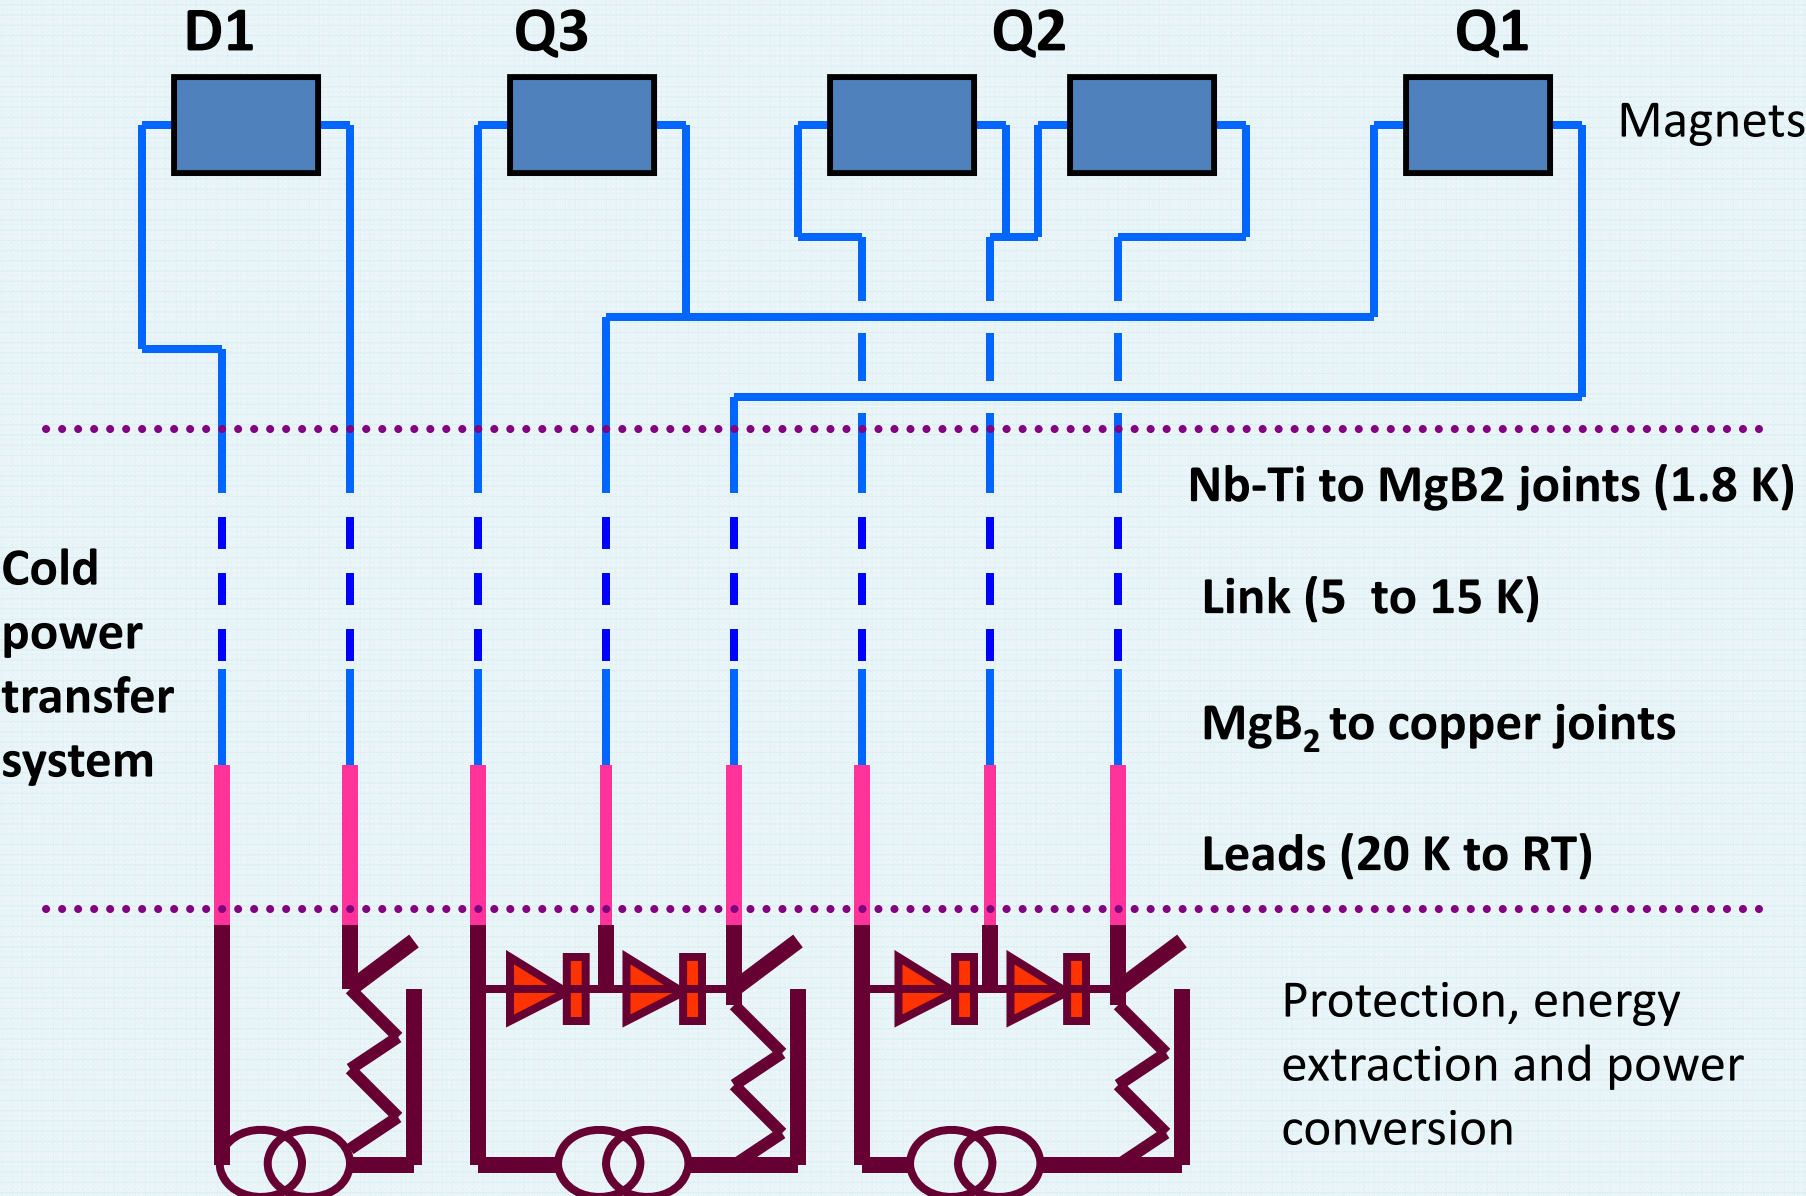 D1 Q3 Q2 Q1
Magnets
Nb-Ti to MgB2 joints (1.8 K)
Cold
power
transfer
system
Link (5  to 15 K)
MgB₂ to copper joints
Leads (20 K to RT)
Protection, energy
extraction and power
conversion